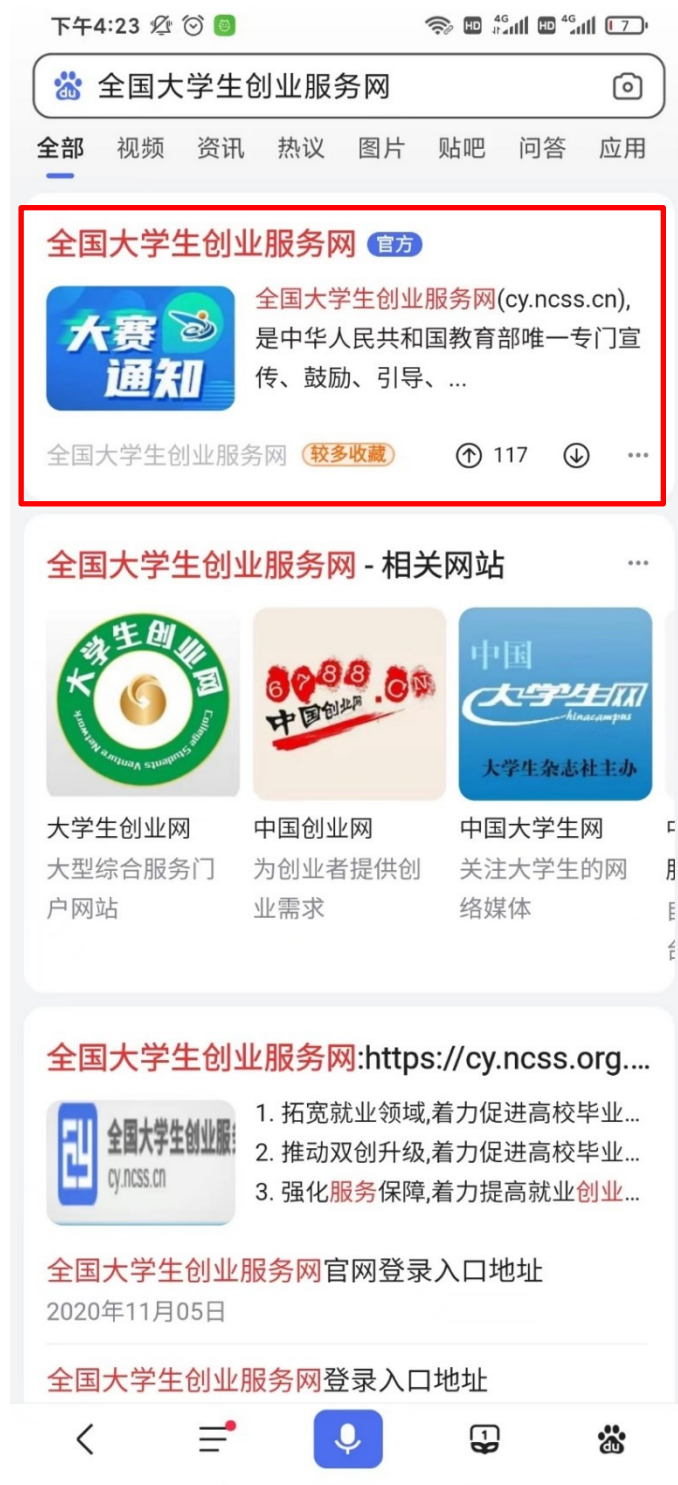 下午4:23
HD 4G HD 4G 7
全国大学生创业服务网
全部 视频 资讯 热议 图片 贴吧 问答 应用
全国大学生创业服务网 官方
大赛
通知
全国大学生创业服务网(cy.ncss.cn),
是中华人民共和国教育部唯一专门宣
传、鼓励、引导、...
全国大学生创业服务网 较多收藏 117 ...
全国大学生创业服务网 - 相关网站 ...
大学生创业网
College Students Venture Network
6788.CN
中国创业网
中国
大学生网
hinacampus
大学生杂志社主办
大学生创业网
大型综合服务门
户网站
中国创业网
为创业者提供创
业需求
中国大学生网
关注大学生的网
络媒体
全国大学生创业服务网:https://cy.ncss.org....
全国大学生创业服
cy.ncss.cn
1. 拓宽就业领域,着力促进高校毕业...
2. 推动双创升级,着力促进高校毕业...
3. 强化服务保障,着力提高就业创业...
全国大学生创业服务网官网登录入口地址
2020年11月05日
全国大学生创业服务网登录入口地址
1
du